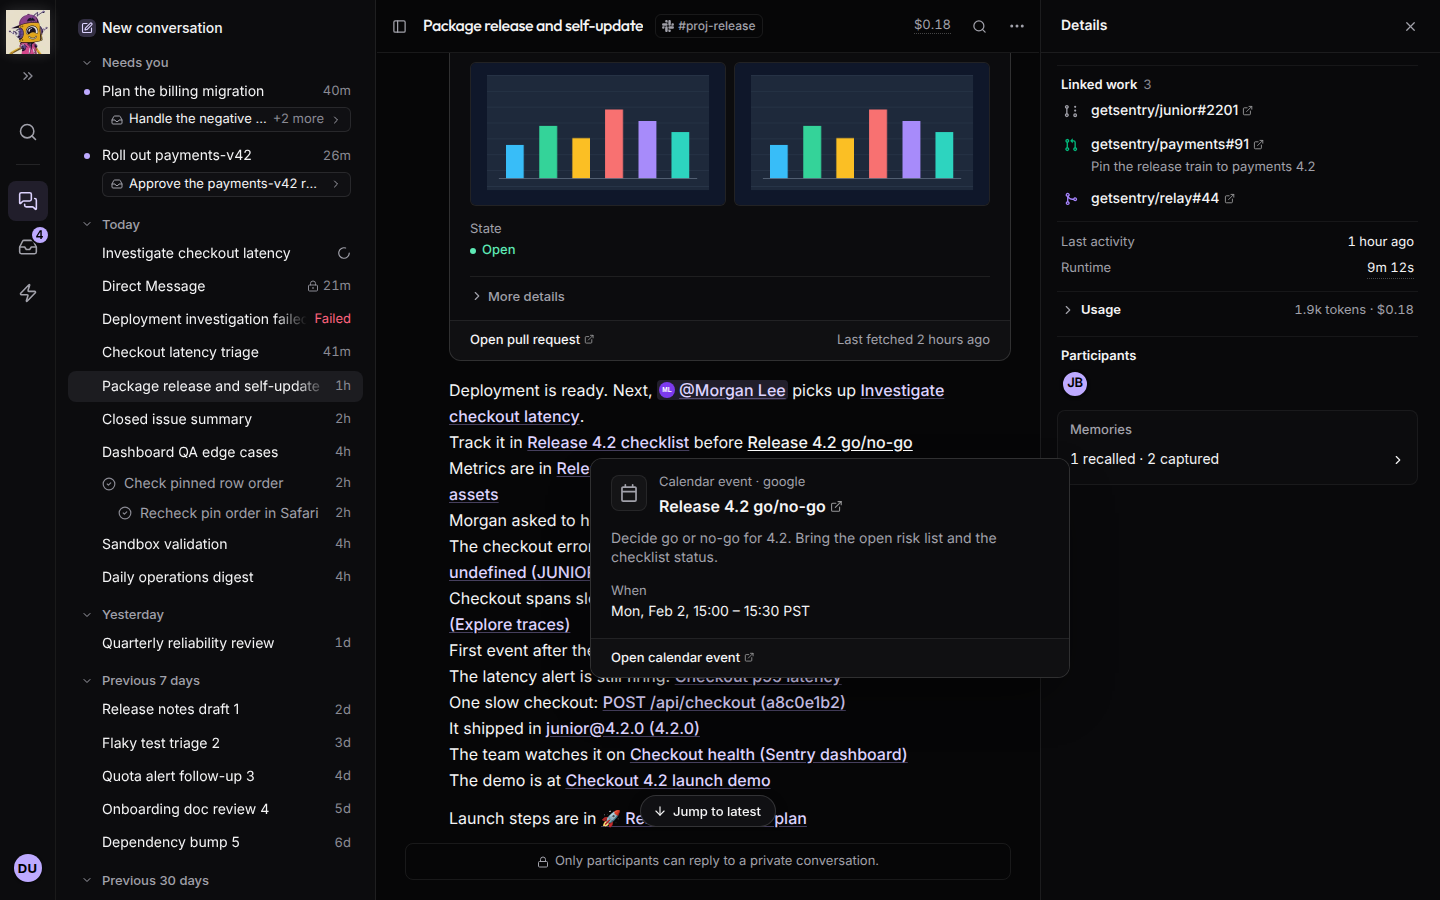 New conversation
Needs you
Plan the billing migration 40m
Handle the negative ... +2 more
Roll out payments-v42 26m
Approve the payments-v42 r...
Today
Investigate checkout latency
Direct Message 21m
Deployment investigation failed Failed
Checkout latency triage 41m
Package release and self-update 1h
Closed issue summary 2h
Dashboard QA edge cases 4h
Check pinned row order 2h
Recheck pin order in Safari 2h
Sandbox validation 4h
Daily operations digest 4h
Yesterday
Quarterly reliability review 1d
Previous 7 days
Release notes draft 1 2d
Flaky test triage 2 3d
Quota alert follow-up 3 4d
Onboarding doc review 4 5d
Dependency bump 5 6d
Previous 30 days
4
DU
Package release and self-update #proj-release $0.18
State
Open
More details
Open pull request Last fetched 2 hours ago
Deployment is ready. Next, ML @Morgan Lee picks up Investigate
checkout latency.
Track it in Release 4.2 checklist before Release 4.2 go/no-go
Metrics are in Rele
assets
Morgan asked to h
The checkout error
undefined (JUNIOR
Checkout spans slo
(Explore traces)
First event after the
The latency alert is still firing: Checkout p95 latency
One slow checkout: POST /api/checkout (a8c0e1b2)
It shipped in junior@4.2.0 (4.2.0)
The team watches it on Checkout health (Sentry dashboard)
The demo is at Checkout 4.2 launch demo
Launch steps are in 🚀 Re plan
Jump to latest
Only participants can reply to a private conversation.
Calendar event · google
Release 4.2 go/no-go
Decide go or no-go for 4.2. Bring the open risk list and the
checklist status.
When
Mon, Feb 2, 15:00 – 15:30 PST
Open calendar event
Details
Linked work 3
getsentry/junior#2201
getsentry/payments#91
Pin the release train to payments 4.2
getsentry/relay#44
Last activity 1 hour ago
Runtime 9m 12s
Usage 1.9k tokens · $0.18
Participants
JB
Memories
1 recalled · 2 captured